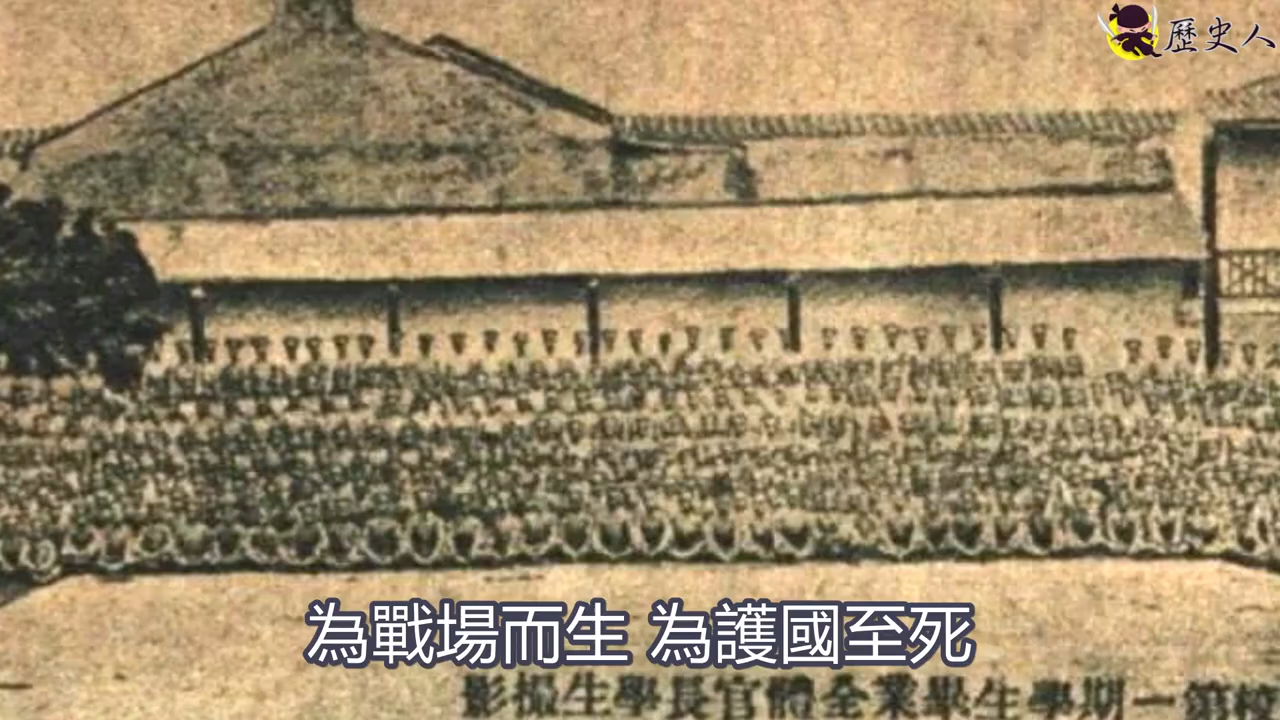 歷史人
為戰場而生 為護國至死
校第一期學生畢業全體官長學生撮影